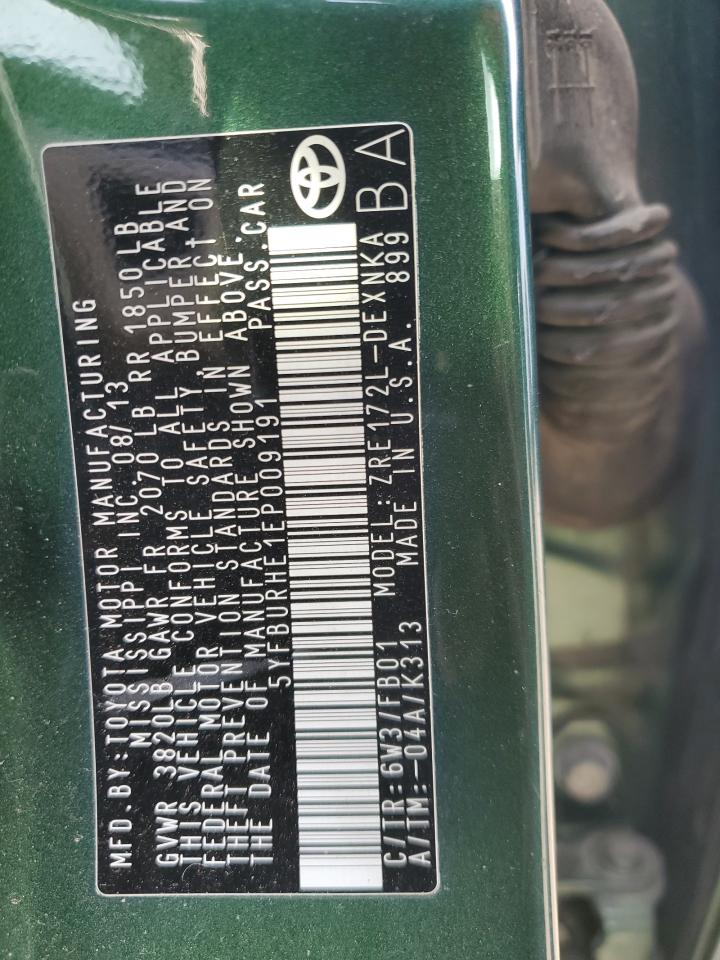 MFD.BY:TOYOTA MOTOR MANUFACTURING
MISSISSIPPI INC.08/13
GVWR 3820LB GAWR FR 2070 LB RR 1850 LB
THIS VEHICLE CONFORMS TO ALL APPLICABLE
FEDERAL MOTOR VEHICLE SAFETY, BUMPER AND
THEFT PREVENTION STANDARDS IN EFFECT ON
THE DATE OF MANUFACTURE SHOWN ABOVE.
5YFBURHE1EP009191 PASS.CAR
C/TR:6W3/FB01 MODEL:ZRE172L-DEXNKA
A/TM:-04A/K313 MADE IN U.S.A. 899
BA